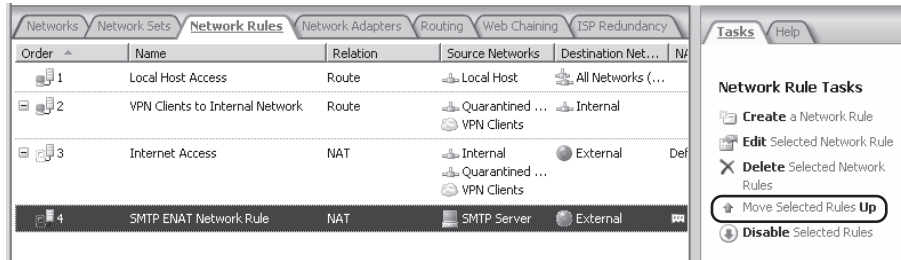 Networks Network Sets Network Rules Network Adapters Routing Web Chaining ISP Redundancy
Order Name Relation Source Networks Destination Net... NA
1 Local Host Access Route Local Host All Networks (...
2 VPN Clients to Internal Network Route Quarantined ... Internal
VPN Clients
3 Internet Access NAT Internal External Def
Quarantined ...
VPN Clients
4 SMTP ENAT Network Rule NAT SMTP Server External
Tasks Help
Network Rule Tasks
Create a Network Rule
Edit Selected Network Rule
Delete Selected Network
Rules
Move Selected Rules Up
Disable Selected Rules